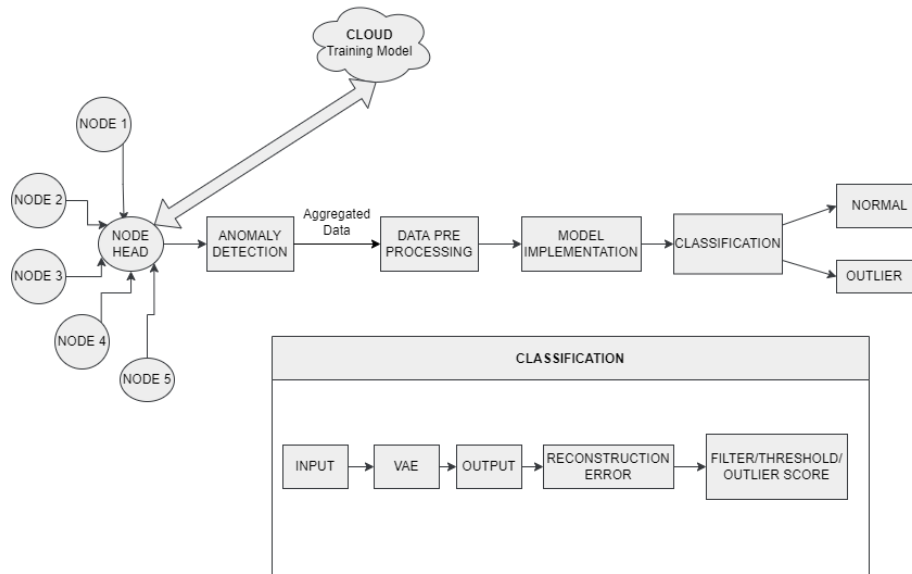 CLOUD
Training Model
NODE 1
NODE 2
NODE 3
NODE 4
NODE 5
NODE
HEAD
ANOMALY
DETECTION
Aggregated
Data
DATA PRE
PROCESSING
MODEL
IMPLEMENTATION
CLASSIFICATION
NORMAL
OUTLIER
CLASSIFICATION
INPUT
VAE
OUTPUT
RECONSTRUCTION
ERROR
FILTER/THRESHOLD/
OUTLIER SCORE